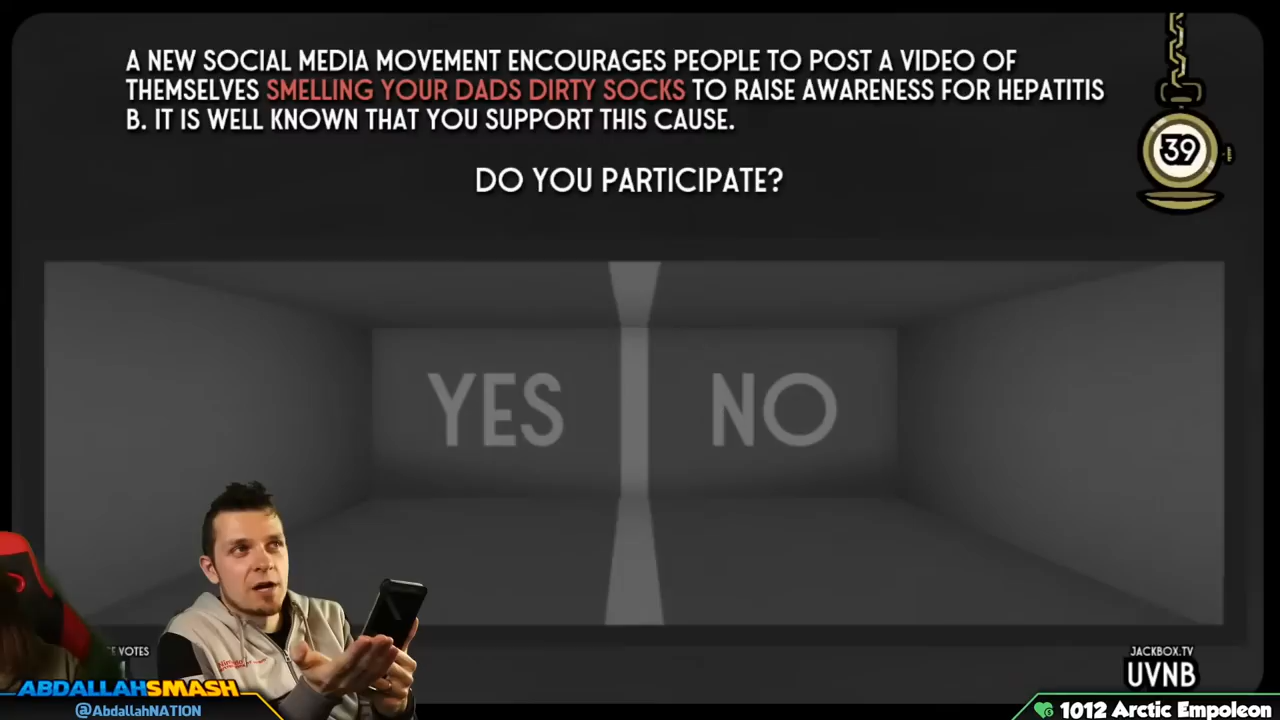 A NEW SOCIAL MEDIA MOVEMENT ENCOURAGES PEOPLE TO POST A VIDEO OF
THEMSELVES SMELLING YOUR DADS DIRTY SOCKS TO RAISE AWARENESS FOR HEPATITIS
B. IT IS WELL KNOWN THAT YOU SUPPORT THIS CAUSE.
39
DO YOU PARTICIPATE?
YES
NO
VOTES
JACKBOX.TV
UVNB
ABDALLAHSMASH
@AbdallahNATION
1012 Arctic Empoleon